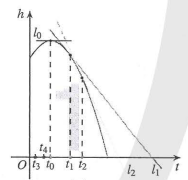 h
l₀
t₄
O t₃ t₀ t₁ t₂ l₂ l₁ t